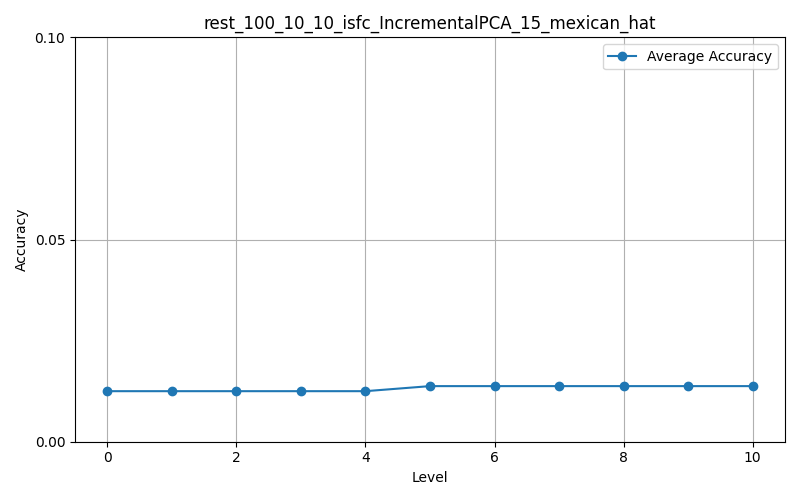 rest_100_10_10_isfc_IncrementalPCA_15_mexican_hat
Average Accuracy
0.10
0.05
0.00
Accuracy
0 2 4 6 8 10
Level